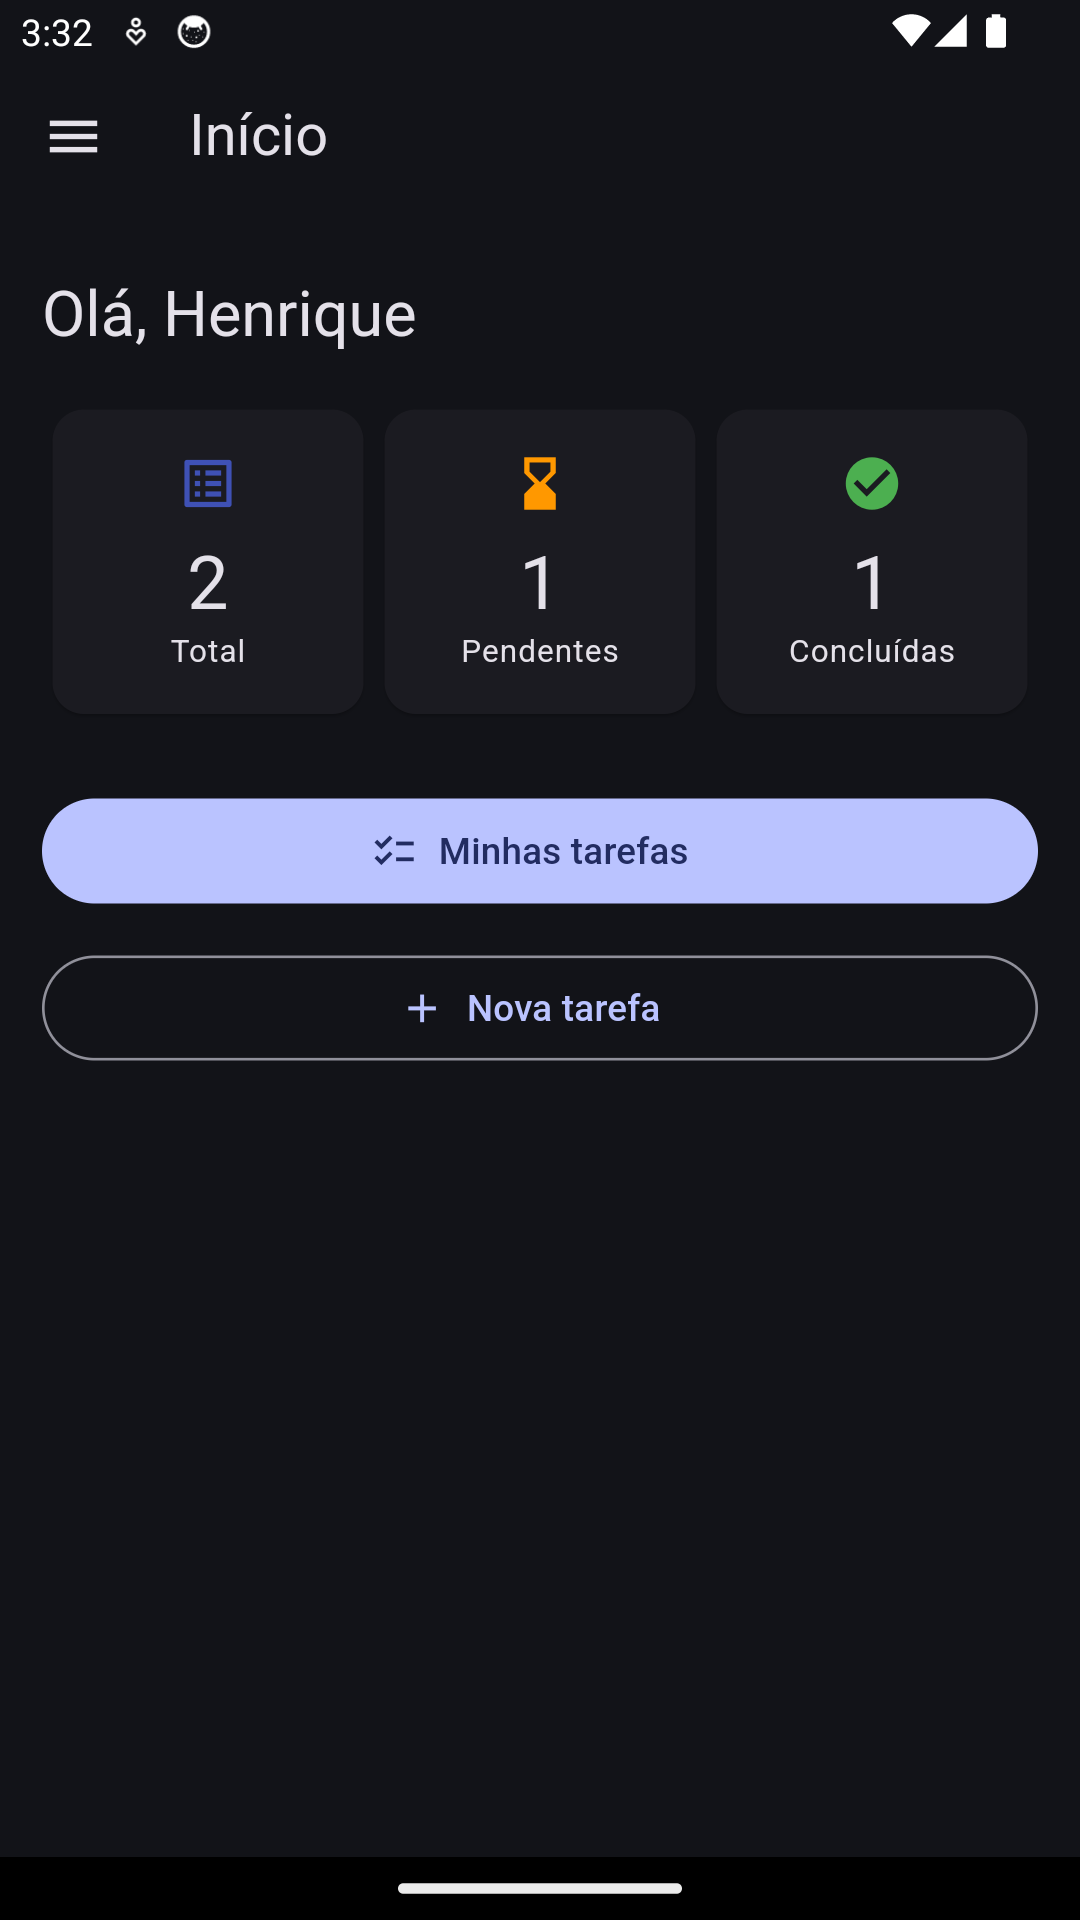 3:32
Início
Olá, Henrique
2
Total
1
Pendentes
1
Concluídas
Minhas tarefas
Nova tarefa